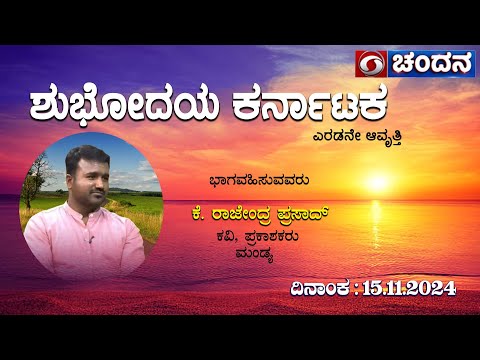 ಚಂದನ
ಶುಭೋದಯ ಕರ್ನಾಟಕ
ಎರಡನೇ ಆವೃತ್ತಿ
ಭಾಗವಹಿಸುವವರು
ಕೆ. ರಾಜೇಂದ್ರ ಪ್ರಸಾದ್
ಕವಿ, ಪ್ರಕಾಶಕರು
ಮಂಡ್ಯ
ದಿನಾಂಕ : 15.11.2024